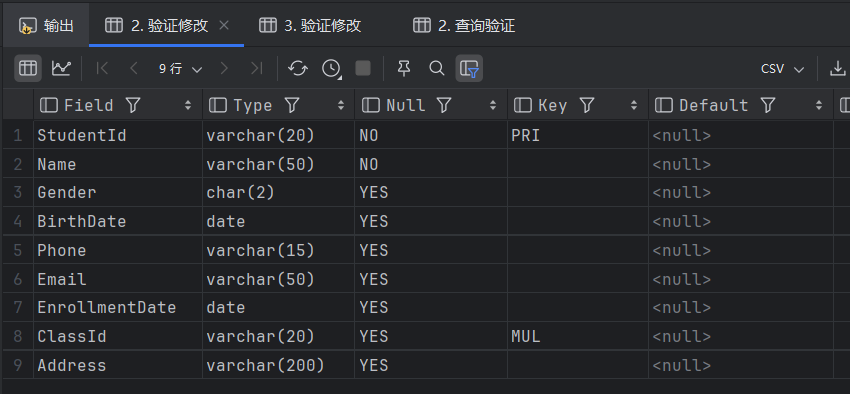 输出 2. 验证修改 3. 验证修改 2. 查询验证
9 行 CSV
Field Type Null Key Default
1 StudentId varchar(20) NO PRI <null>
2 Name varchar(50) NO <null>
3 Gender char(2) YES <null>
4 BirthDate date YES <null>
5 Phone varchar(15) YES <null>
6 Email varchar(50) YES <null>
7 EnrollmentDate date YES <null>
8 ClassId varchar(20) YES MUL <null>
9 Address varchar(200) YES <null>